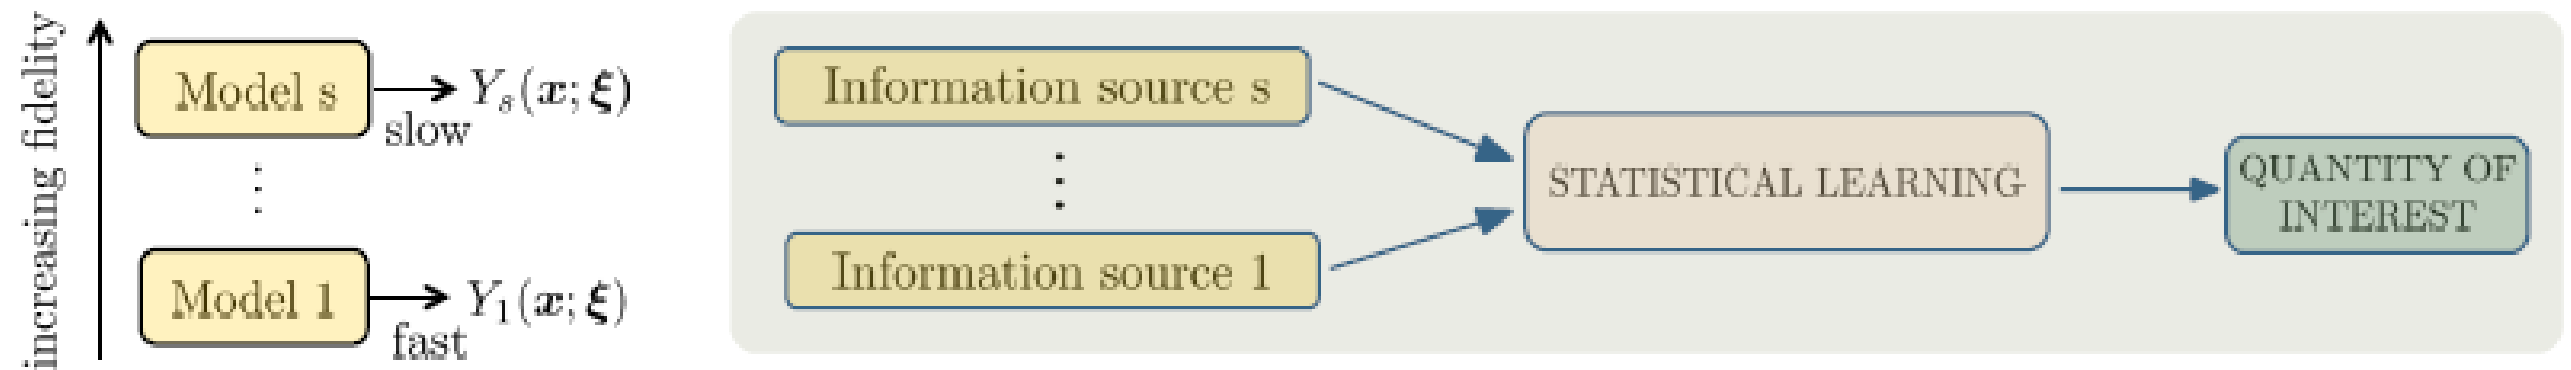 increasing fidelity
Model s
slow
Yₛ(𝒙; 𝝃)
⋮
Model 1
fast
Y₁(𝒙; 𝝃)
Information source s
⋮
Information source 1
STATISTICAL LEARNING
QUANTITY OF
INTEREST